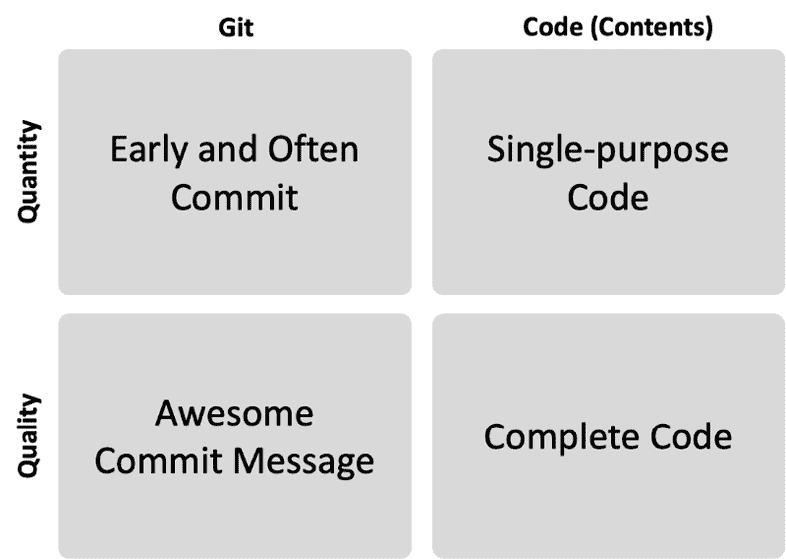 Git
Code (Contents)
Quantity
Early and Often
Commit
Single-purpose
Code
Quality
Awesome
Commit Message
Complete Code